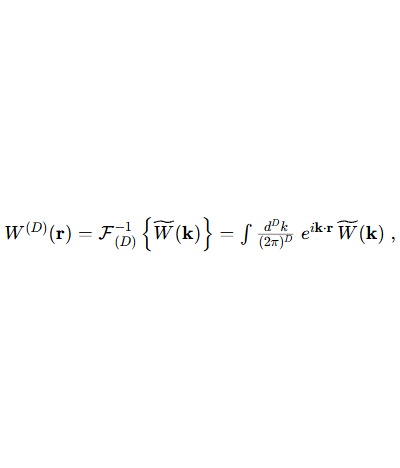 $W^{(D)}(\mathbf{r}) = \mathcal{F}^{-1}_{(D)} \left\{ \widetilde{W}(\mathbf{k}) \right\} = \int \frac{d^D k}{(2\pi)^D} \, e^{i\mathbf{k}\cdot\mathbf{r}} \, \widetilde{W}(\mathbf{k}) \ ,$